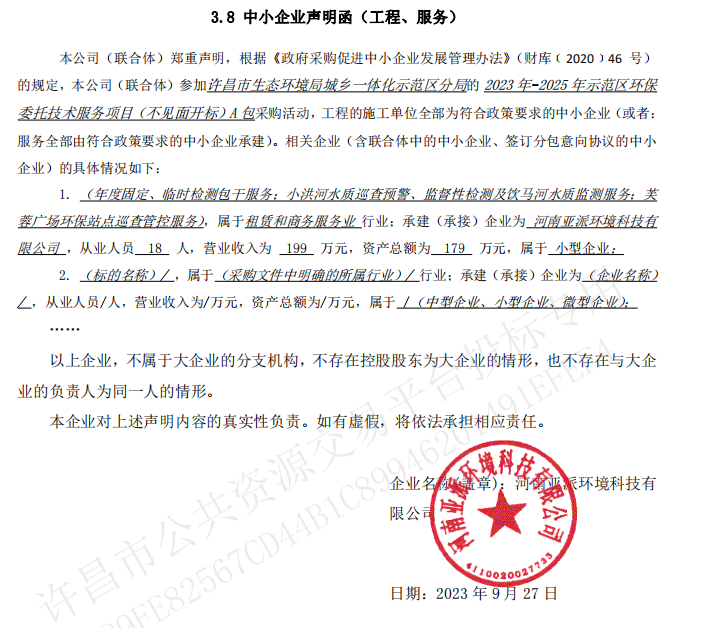 3.8 中小企业声明函（工程、服务）
本公司（联合体）郑重声明，根据《政府采购促进中小企业发展管理办法》（财库﹝2020﹞46 号）
的规定，本公司（联合体）参加许昌市生态环境局城乡一体化示范区分局的 2023 年-2025 年示范区环保
委托技术服务项目（不见面开标）A 包采购活动，工程的施工单位全部为符合政策要求的中小企业（或者:
服务全部由符合政策要求的中小企业承建）。相关企业（含联合体中的中小企业、签订分包意向协议的中小
企业）的具体情况如下：
1. （年度固定、临时检测包干服务；小洪河水质巡查预警、监督性检测及饮马河水质监测服务；芙
蓉广场环保站点巡查管控服务），属于租赁和商务服务业 行业；承建（承接）企业为 河南亚派环境科技有
限公司 ，从业人员 18 人，营业收入为 199 万元，资产总额为 179 万元，属于 小型企业；
2. （标的名称）/ ，属于（采购文件中明确的所属行业）/ 行业；承建（承接）企业为（企业名称）
/，从业人员/人，营业收入为/万元，资产总额为/万元，属于 /（中型企业、小型企业、微型企业）；
……
以上企业，不属于大企业的分支机构，不存在控股股东为大企业的情形，也不存在与大企
业的负责人为同一人的情形。
本企业对上述声明内容的真实性负责。如有虚假，将依法承担相应责任。
企业名称（盖章）：河南亚派环境科技有
限公司
河南亚派环境科技有限公司
4110020027733
日期：2023 年 9 月 27 日
许昌市公共资源交易平台投标专用